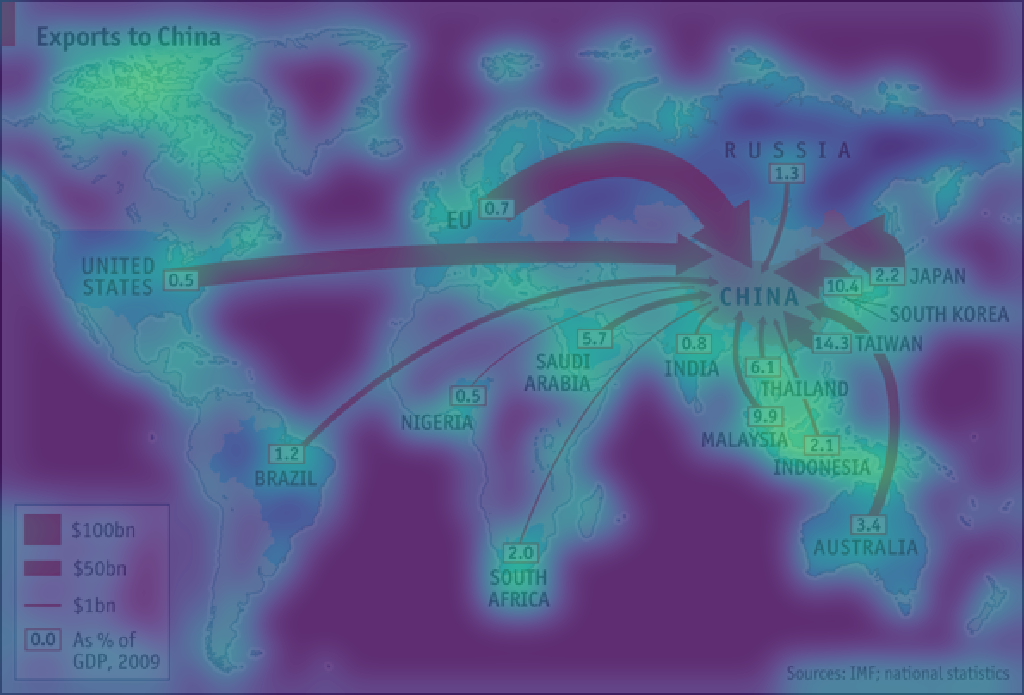 Exports to China
RUSSIA
1.3
EU
0.7
UNITED
STATES
0.5
2.2
JAPAN
10.4
CHINA
SOUTH KOREA
5.7
SAUDI
ARABIA
0.8
INDIA
14.3
TAIWAN
6.1
THAILAND
0.5
NIGERIA
9.9
MALAYSIA
2.1
INDONESIA
1.2
BRAZIL
3.4
AUSTRALIA
2.0
SOUTH
AFRICA
$100bn
$50bn
$1bn
0.0
As % of
GDP, 2009
Sources: IMF; national statistics